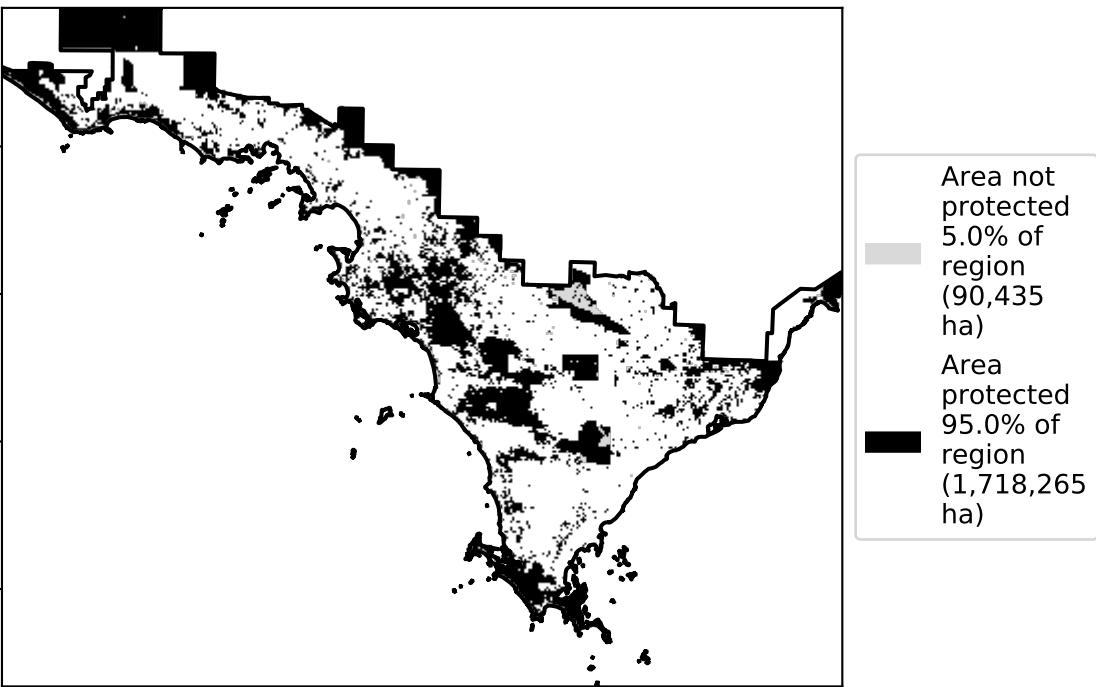 Area not
protected
5.0% of
region
(90,435
ha)
Area
protected
95.0% of
region
(1,718,265
ha)